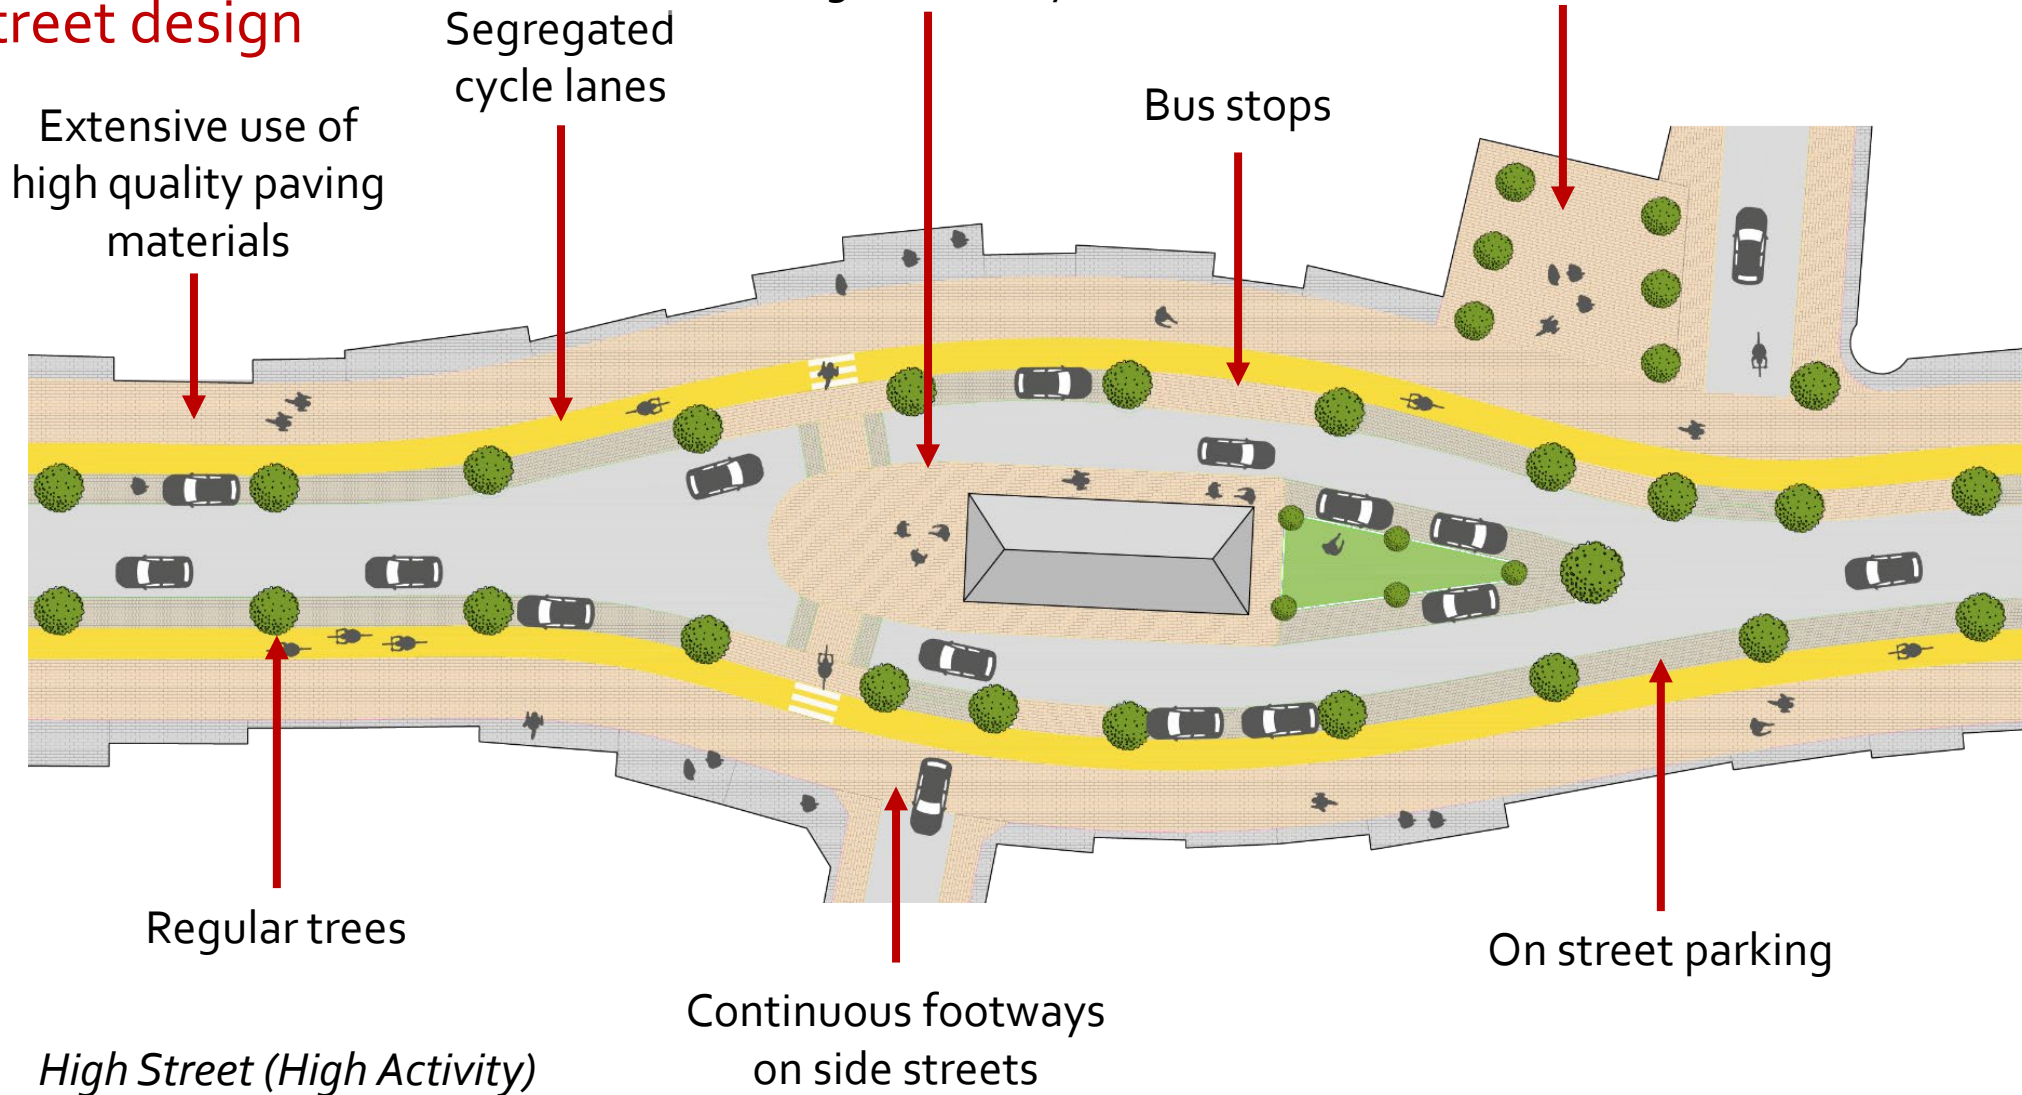 treet design
Segregated
cycle lanes
Extensive use of
high quality paving
materials
Bus stops
Regular trees
Continuous footways
on side streets
On street parking
High Street (High Activity)